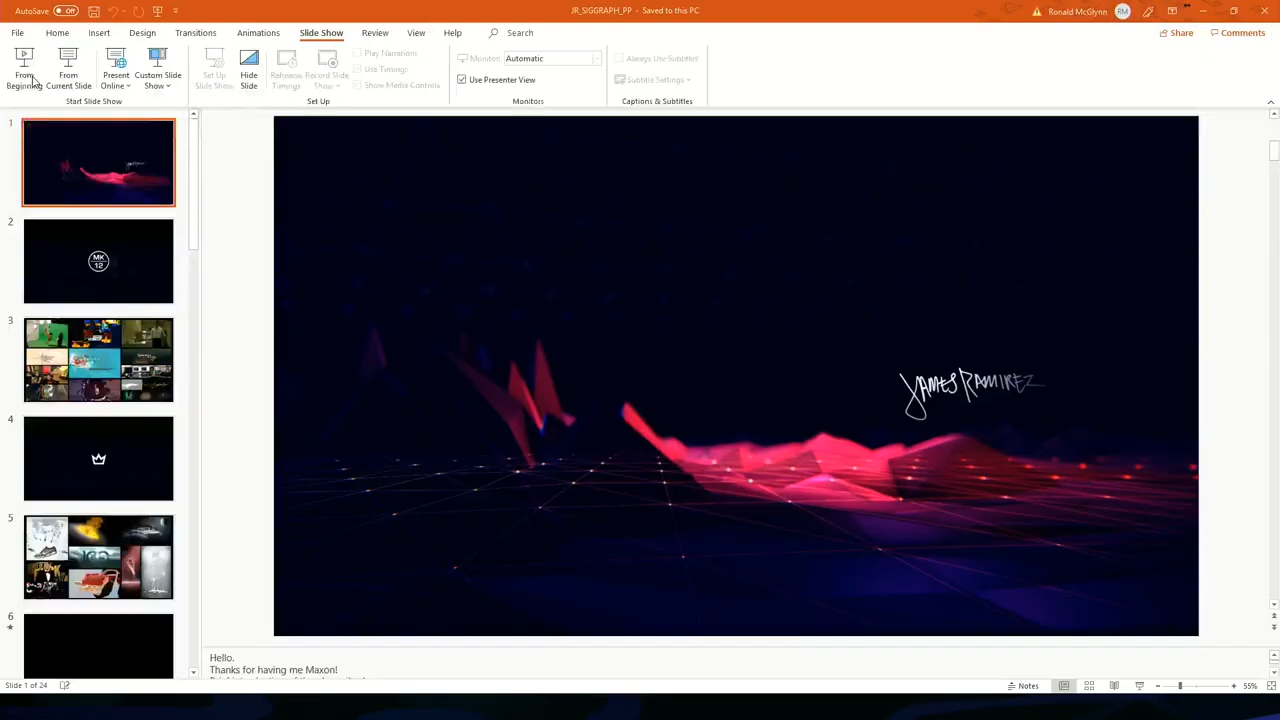 AutoSave Off JR_SIGGRAPH_PP - Saved to this PC Ronald McGlynn RM
File Home Insert Design Transitions Animations Slide Show Review View Help Search Share Comments
From Beginning
From Current Slide
Present Online
Custom Slide Show
Start Slide Show
Set Up Slide Show
Hide Slide
Rehearse Timings
Record Slide Show
Play Narrations
Use Timings
Show Media Controls
Set Up
Monitor: Automatic
Use Presenter View
Monitors
Always Use Subtitles
Subtitle Settings
Captions & Subtitles
1
2
MK
12
3
4
5
6
JAMES RAMIREZ
Hello.
Thanks for having me Maxon!
Slide 1 of 24 Notes 55%